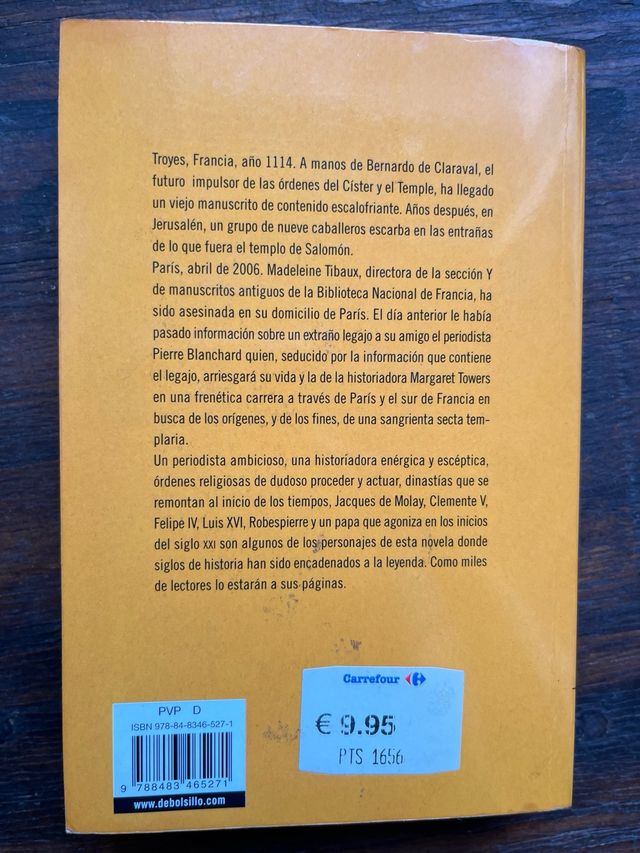 Troyes, Francia, año 1114. A manos de Bernardo de Claraval, el
futuro impulsor de las órdenes del Císter y el Temple, ha llegado
un viejo manuscrito de contenido escalofriante. Años después, en
Jerusalén, un grupo de nueve caballeros escarba en las entrañas
de lo que fuera el templo de Salomón.
París, abril de 2006. Madeleine Tibaux, directora de la sección Y
de manuscritos antiguos de la Biblioteca Nacional de Francia, ha
sido asesinada en su domicilio de París. El día anterior le había
pasado información sobre un extraño legajo a su amigo el periodista
Pierre Blanchard quien, seducido por la información que contiene
el legajo, arriesgará su vida y la de la historiadora Margaret Towers
en una frenética carrera a través de París y el sur de Francia en
busca de los orígenes, y de los fines, de una sangrienta secta tem-
plaria.
Un periodista ambicioso, una historiadora enérgica y escéptica,
órdenes religiosas de dudoso proceder y actuar, dinastías que se
remontan al inicio de los tiempos, Jacques de Molay, Clemente V,
Felipe IV, Luis XVI, Robespierre y un papa que agoniza en los inicios
del siglo XXI son algunos de los personajes de esta novela donde
siglos de historia han sido encadenados a la leyenda. Como miles
de lectores lo estarán a sus páginas.
Carrefour
€ 9.95
PTS 1656
PVP D
ISBN 978-84-8346-527-1
9 788483 465271
www.debolsillo.com